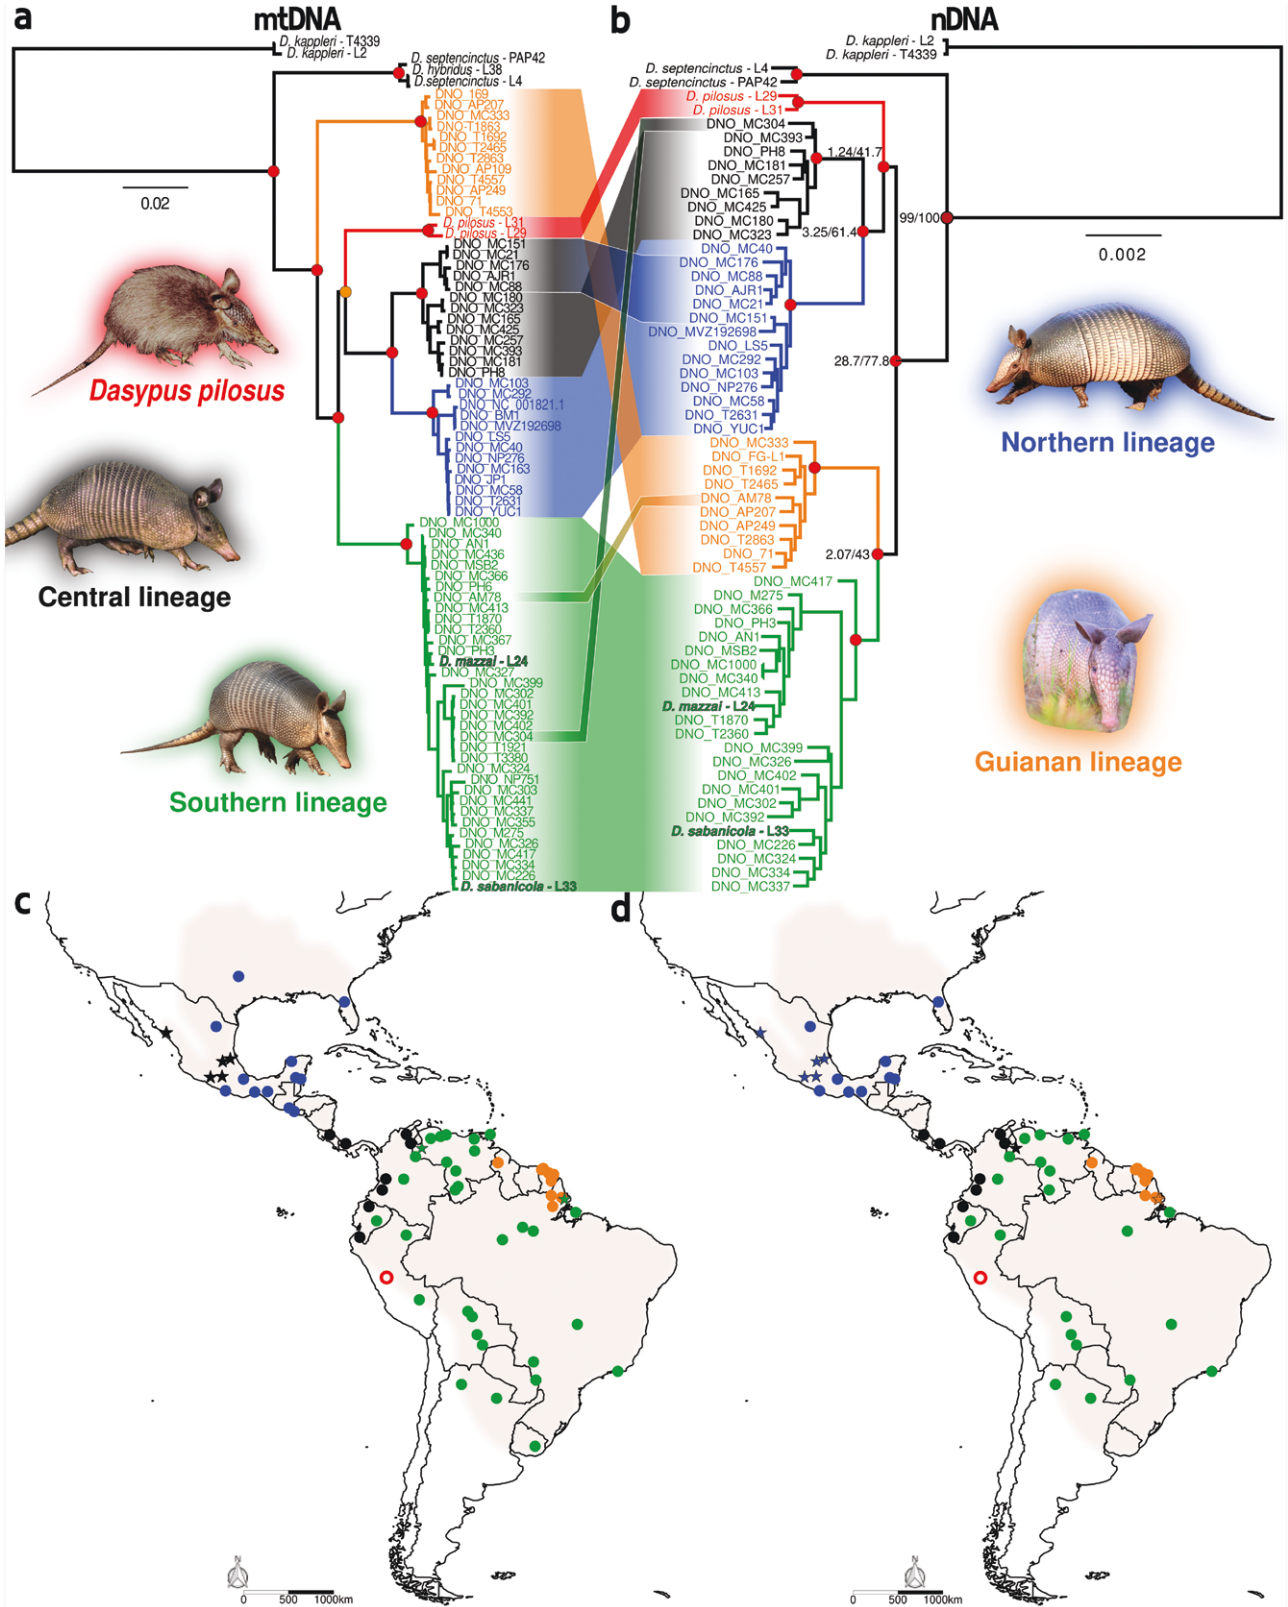 a
mtDNA
D. kappleri - T4339
D. kappleri - L2
D. septencinctus - PAP42
D. hybridus - L38
D.septencinctus - L4
DNO_169
DNO_AP207
DNO_MC333
DNO-T1863
DNO_T1692
DNO_T2465
DNO_T2863
DNO_AP109
DNO_T4557
DNO_AP249
DNO_71
DNO_T4553
D. pilosus - L31
D. pilosus - L29
DNO_MC151
DNO_MC21
DNO_MC176
DNO_AJR1
DNO_MC88
DNO_MC180
DNO_MC323
DNO_MC165
DNO_MC425
DNO_MC257
DNO_MC393
DNO_MC181
DNO_PH8
DNO_MC103
DNO_MC292
DNO_NC_001821.1
DNO_BM1
DNO_MVZ192698
DNO_LS5
DNO_MC40
DNO_NP276
DNO_MC163
DNO_JP1
DNO_MC58
DNO_T2631
DNO_YUC1
DNO_MC1000
DNO_MC340
DNO_AN1
DNO_MC436
DNO_MSB2
DNO_MC366
DNO_PH6
DNO_AM78
DNO_MC413
DNO_T1870
DNO_T2360
DNO_MC367
DNO_PH3
D. mazzai - L24
DNO_MC327
DNO_MC399
DNO_MC302
DNO_MC401
DNO_MC392
DNO_MC402
DNO_MC304
DNO_T1921
DNO_T3380
DNO_MC324
DNO_NP751
DNO_MC303
DNO_MC441
DNO_MC337
DNO_MC355
DNO_M275
DNO_MC326
DNO_MC417
DNO_MC334
DNO_MC226
D. sabanicola - L33
0.02
Dasypus pilosus
Central lineage
Southern lineage
b
nDNA
D. kappleri - L2
D. kappleri - T4339
D. septencinctus - L4
D. septencinctus - PAP42
D. pilosus - L29
D. pilosus - L31
DNO_MC304
DNO_MC393
DNO_PH8
DNO_MC181
DNO_MC257
DNO_MC165
DNO_MC425
DNO_MC180
DNO_MC323
DNO_MC40
DNO_MC176
DNO_MC88
DNO_AJR1
DNO_MC21
DNO_MC151
DNO_MVZ192698
DNO_LS5
DNO_MC292
DNO_MC103
DNO_NP276
DNO_MC58
DNO_T2631
DNO_YUC1
DNO_MC333
DNO_FG-L1
DNO_T1692
DNO_T2465
DNO_AM78
DNO_AP207
DNO_AP249
DNO_T2863
DNO_71
DNO_T4557
DNO_MC417
DNO_M275
DNO_MC366
DNO_PH3
DNO_AN1
DNO_MSB2
DNO_MC1000
DNO_MC340
DNO_MC413
D. mazzai - L24
DNO_T1870
DNO_T2360
DNO_MC399
DNO_MC326
DNO_MC402
DNO_MC401
DNO_MC302
DNO_MC392
D. sabanicola - L33
DNO_MC226
DNO_MC324
DNO_MC334
DNO_MC337
1.24/41.7
3.25/61.4
99/100
28.7/77.8
2.07/43
0.002
Northern lineage
Guianan lineage
c
N
0 500 1000km
d
N
0 500 1000km